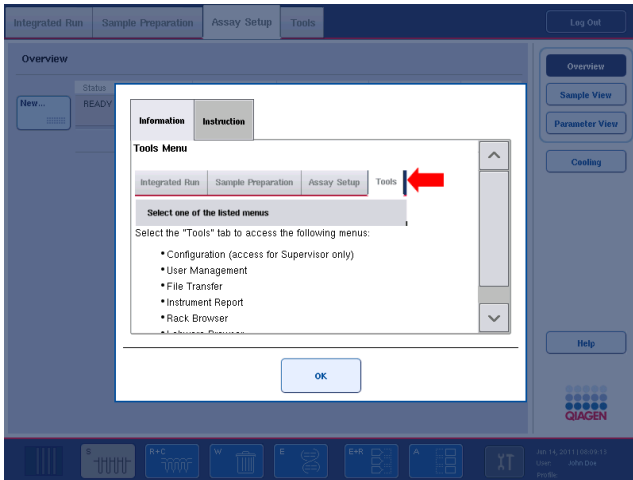 Integrated Run Sample Preparation Assay Setup Tools Log Out
Overview
Status
New... READY
Information Instruction
Tools Menu
Integrated Run Sample Preparation Assay Setup Tools
Select one of the listed menus
Select the "Tools" tab to access the following menus:
• Configuration (access for Supervisor only)
• User Management
• File Transfer
• Instrument Report
• Rack Browser
OK
Overview
Sample View
Parameter View
Cooling
Help
QIAGEN
S R+C W E E+R A
Jun 14, 2011 | 08:09:15
User John Doe
Profile